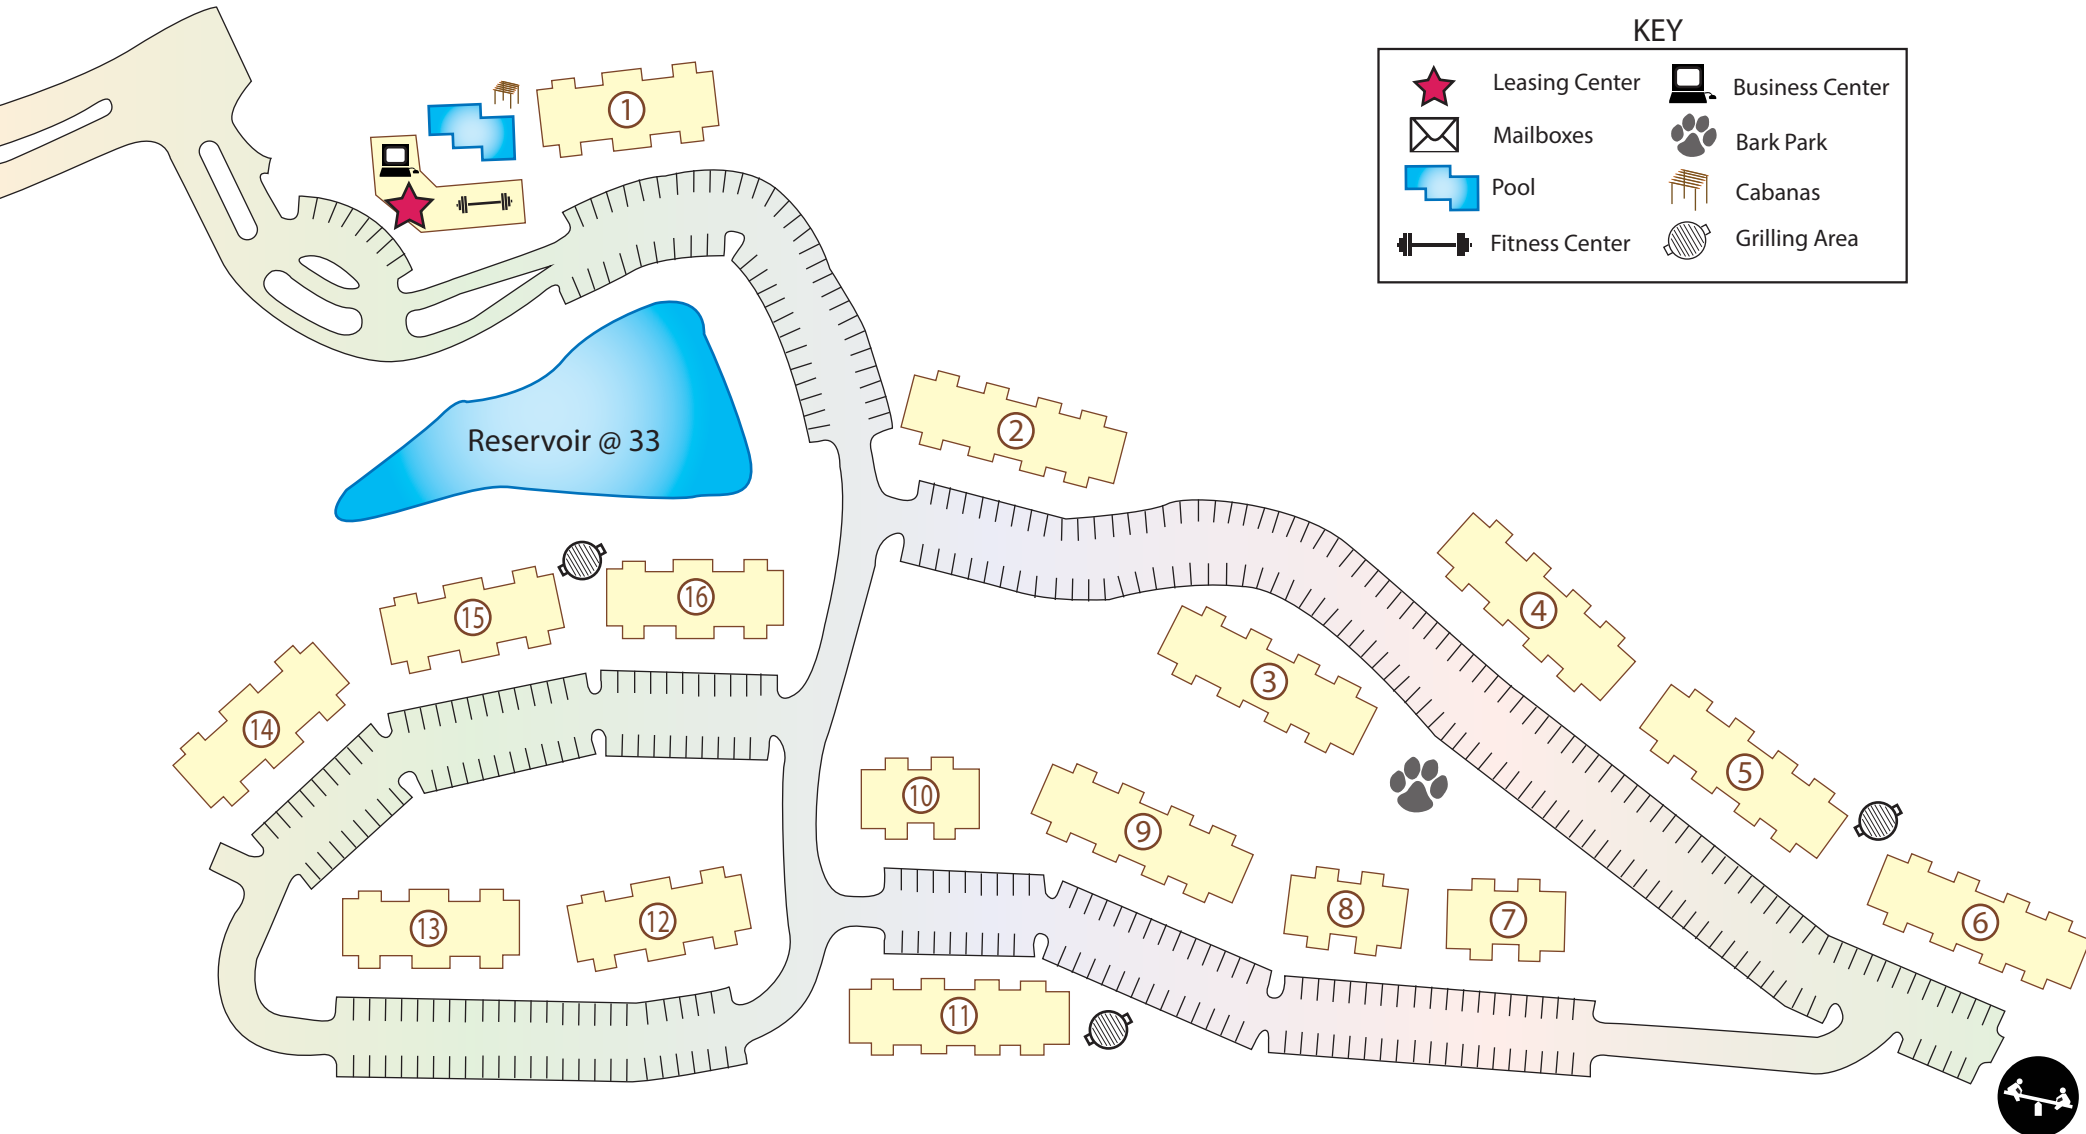 KEY
Leasing Center
Business Center
Mailboxes
Bark Park
Pool
Cabanas
Fitness Center
Grilling Area
1
2
Reservoir @ 33
4
16
15
3
14
5
10
9
8
7
12
13
6
11